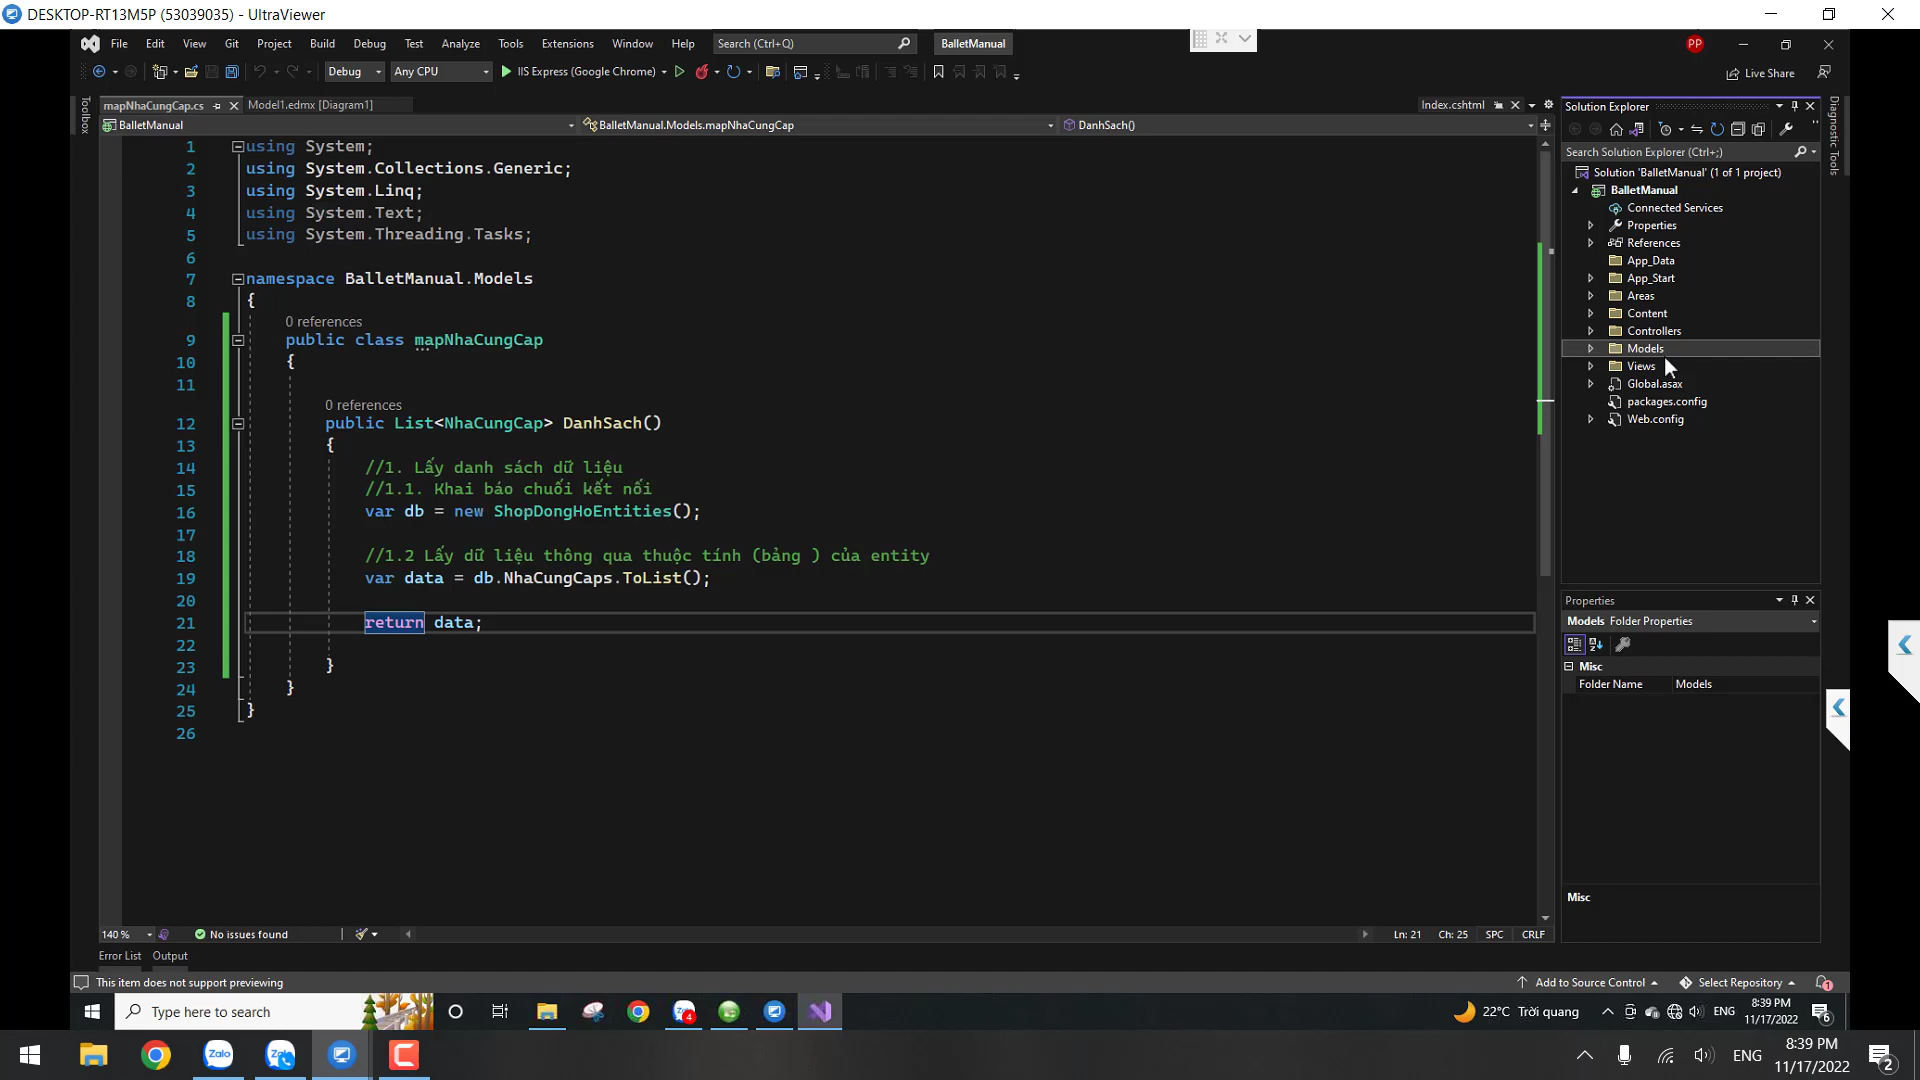 DESKTOP-RT13M5P (53039035) - UltraViewer
File Edit View Git Project Build Debug Test Analyze Tools Extensions Window Help Search (Ctrl+Q) BalletManual PP
Debug Any CPU IIS Express (Google Chrome) Live Share
Toolbox
mapNhaCungCap.cs Model1.edmx [Diagram1] Index.cshtml
BalletManual BalletManual.Models.mapNhaCungCap DanhSach()
1 using System;
2 using System.Collections.Generic;
3 using System.Linq;
4 using System.Text;
5 using System.Threading.Tasks;
6
7 namespace BalletManual.Models
8 {
0 references
9 public class mapNhaCungCap
10 {
11
0 references
12 public List<NhaCungCap> DanhSach()
13 {
14 //1. Lấy danh sách dữ liệu
15 //1.1. Khai báo chuỗi kết nối
16 var db = new ShopDongHoEntities();
17
18 //1.2 Lấy dữ liệu thông qua thuộc tính (bảng ) của entity
19 var data = db.NhaCungCaps.ToList();
20
21 return data;
22
23 }
24 }
25 }
26
140 % No issues found Ln: 21 Ch: 25 SPC CRLF
Error List Output
Solution Explorer
Search Solution Explorer (Ctrl+;)
Solution 'BalletManual' (1 of 1 project)
BalletManual
Connected Services
Properties
References
App_Data
App_Start
Areas
Content
Controllers
Models
Views
Global.asax
packages.config
Web.config
Diagnostic Tools
Properties
Models Folder Properties
Misc
Folder Name Models
Misc
This item does not support previewing Add to Source Control Select Repository 1
Type here to search 4 22°C Trời quang ENG 8:39 PM
11/17/2022 6
Zalo Zalo ENG 8:39 PM
11/17/2022 2